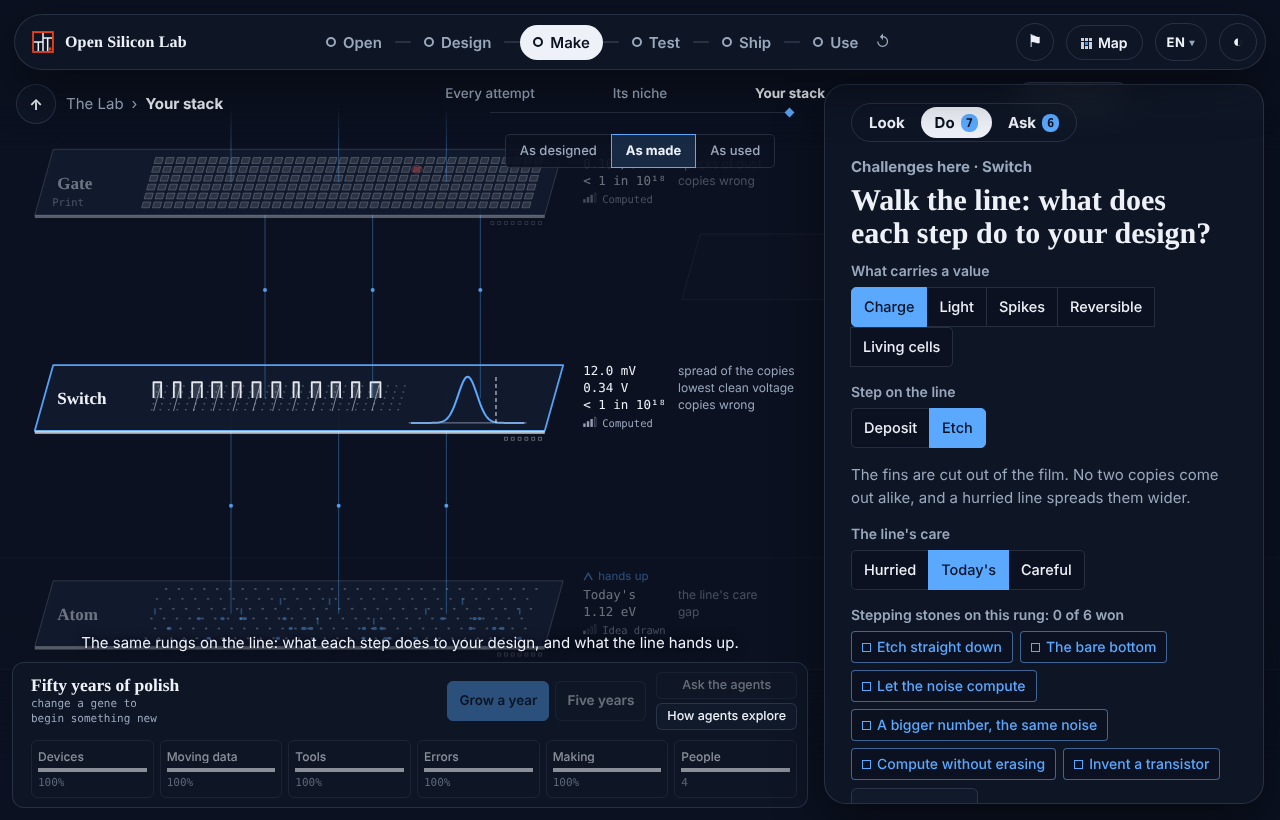 Open Silicon Lab
Open
Design
Make
Test
Ship
Use
Map
EN
The Lab › Your stack
Every attempt
Its niche
Your stack
As designed
As made
As used
Gate
Print
< 1 in 10¹⁸ copies wrong
Computed
Switch
12.0 mV spread of the copies
0.34 V lowest clean voltage
< 1 in 10¹⁸ copies wrong
Computed
Atom
hands up
Today's the line's care
1.12 eV gap
Idea drawn
The same rungs on the line: what each step does to your design, and what the line hands up.
Fifty years of polish
change a gene to
begin something new
Grow a year
Five years
Ask the agents
How agents explore
Devices
100%
Moving data
100%
Tools
100%
Errors
100%
Making
100%
People
4
Look
Do 7
Ask 6
Challenges here · Switch
Walk the line: what does
each step do to your design?
What carries a value
Charge
Light
Spikes
Reversible
Living cells
Step on the line
Deposit
Etch
The fins are cut out of the film. No two copies come
out alike, and a hurried line spreads them wider.
The line's care
Hurried
Today's
Careful
Stepping stones on this rung: 0 of 6 won
Etch straight down
The bare bottom
Let the noise compute
A bigger number, the same noise
Compute without erasing
Invent a transistor